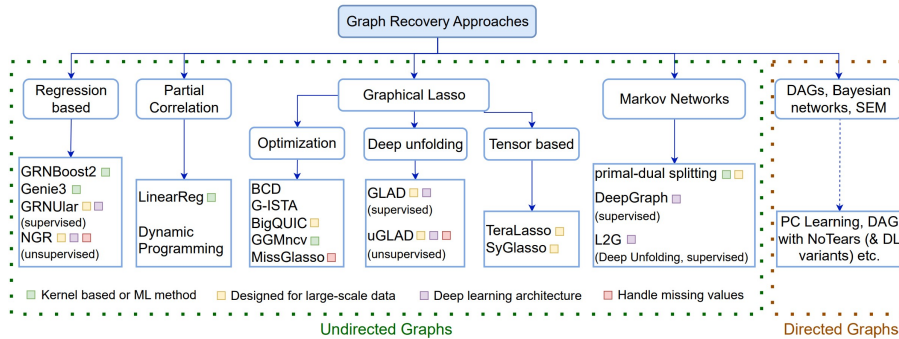 Graph Recovery Approaches
Regression
based
Partial
Correlation
Graphical Lasso
Markov Networks
DAGs, Bayesian
networks, SEM
Optimization
Deep unfolding
Tensor based
GRNBoost2
Genie3
GRNUlar
(supervised)
NGR
(unsupervised)
LinearReg
Dynamic
Programming
BCD
G-ISTA
BigQUIC
GGMncv
MissGlasso
GLAD
(supervised)
uGLAD
(unsupervised)
TeraLasso
SyGlasso
primal-dual splitting
DeepGraph
(supervised)
L2G
(Deep Unfolding, supervised)
PC Learning, DAG
with NoTears (& DL
variants) etc.
Kernel based or ML method
Designed for large-scale data
Deep learning architecture
Handle missing values
Undirected Graphs
Directed Graphs